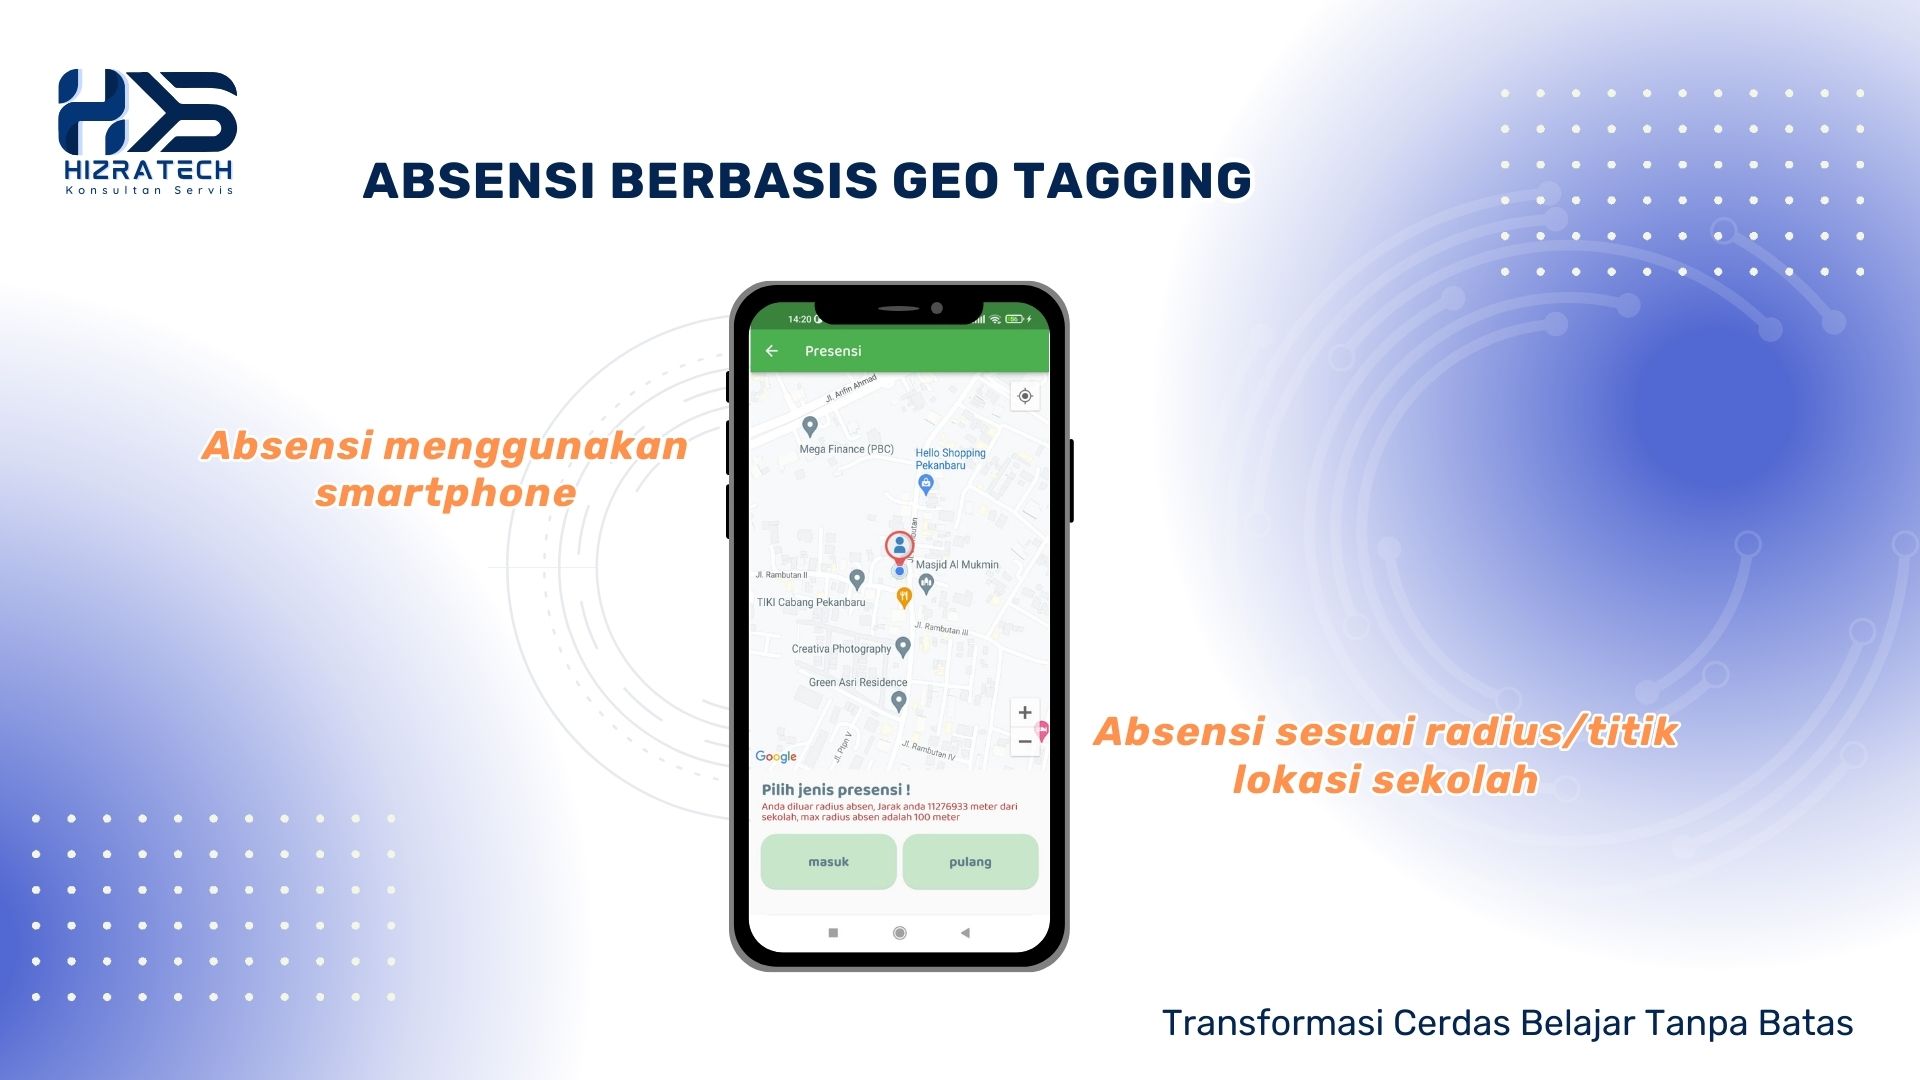 HIZRATECH
Konsultan Servis
ABSENSI BERBASIS GEO TAGGING
Absensi menggunakan
smartphone
14:20
56
Presensi
Jl. Arifin Ahmad
Mega Finance (PBC)
Hello Shopping
Pekanbaru
Masjid Al Mukmin
Jl. Rambutan II
TIKI Cabang Pekanbaru
Jl. Rambutan III
Creativa Photography
Green Asri Residence
Jl. Ptpn V
Jl. Rambutan IV
Google
Pilih jenis presensi !
Anda diluar radius absen, Jarak anda 11276933 meter dari
sekolah, max radius absen adalah 100 meter
masuk
pulang
Absensi sesuai radius/titik
lokasi sekolah
Transformasi Cerdas Belajar Tanpa Batas